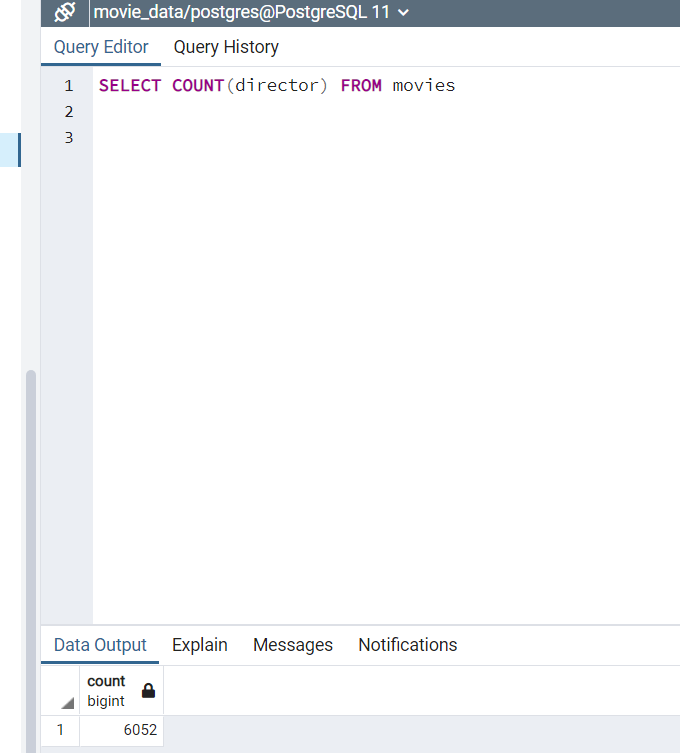 movie_data/postgres@PostgreSQL 11
Query Editor Query History
1 SELECT COUNT(director) FROM movies
2
3
Data Output Explain Messages Notifications
count
bigint
1 6052